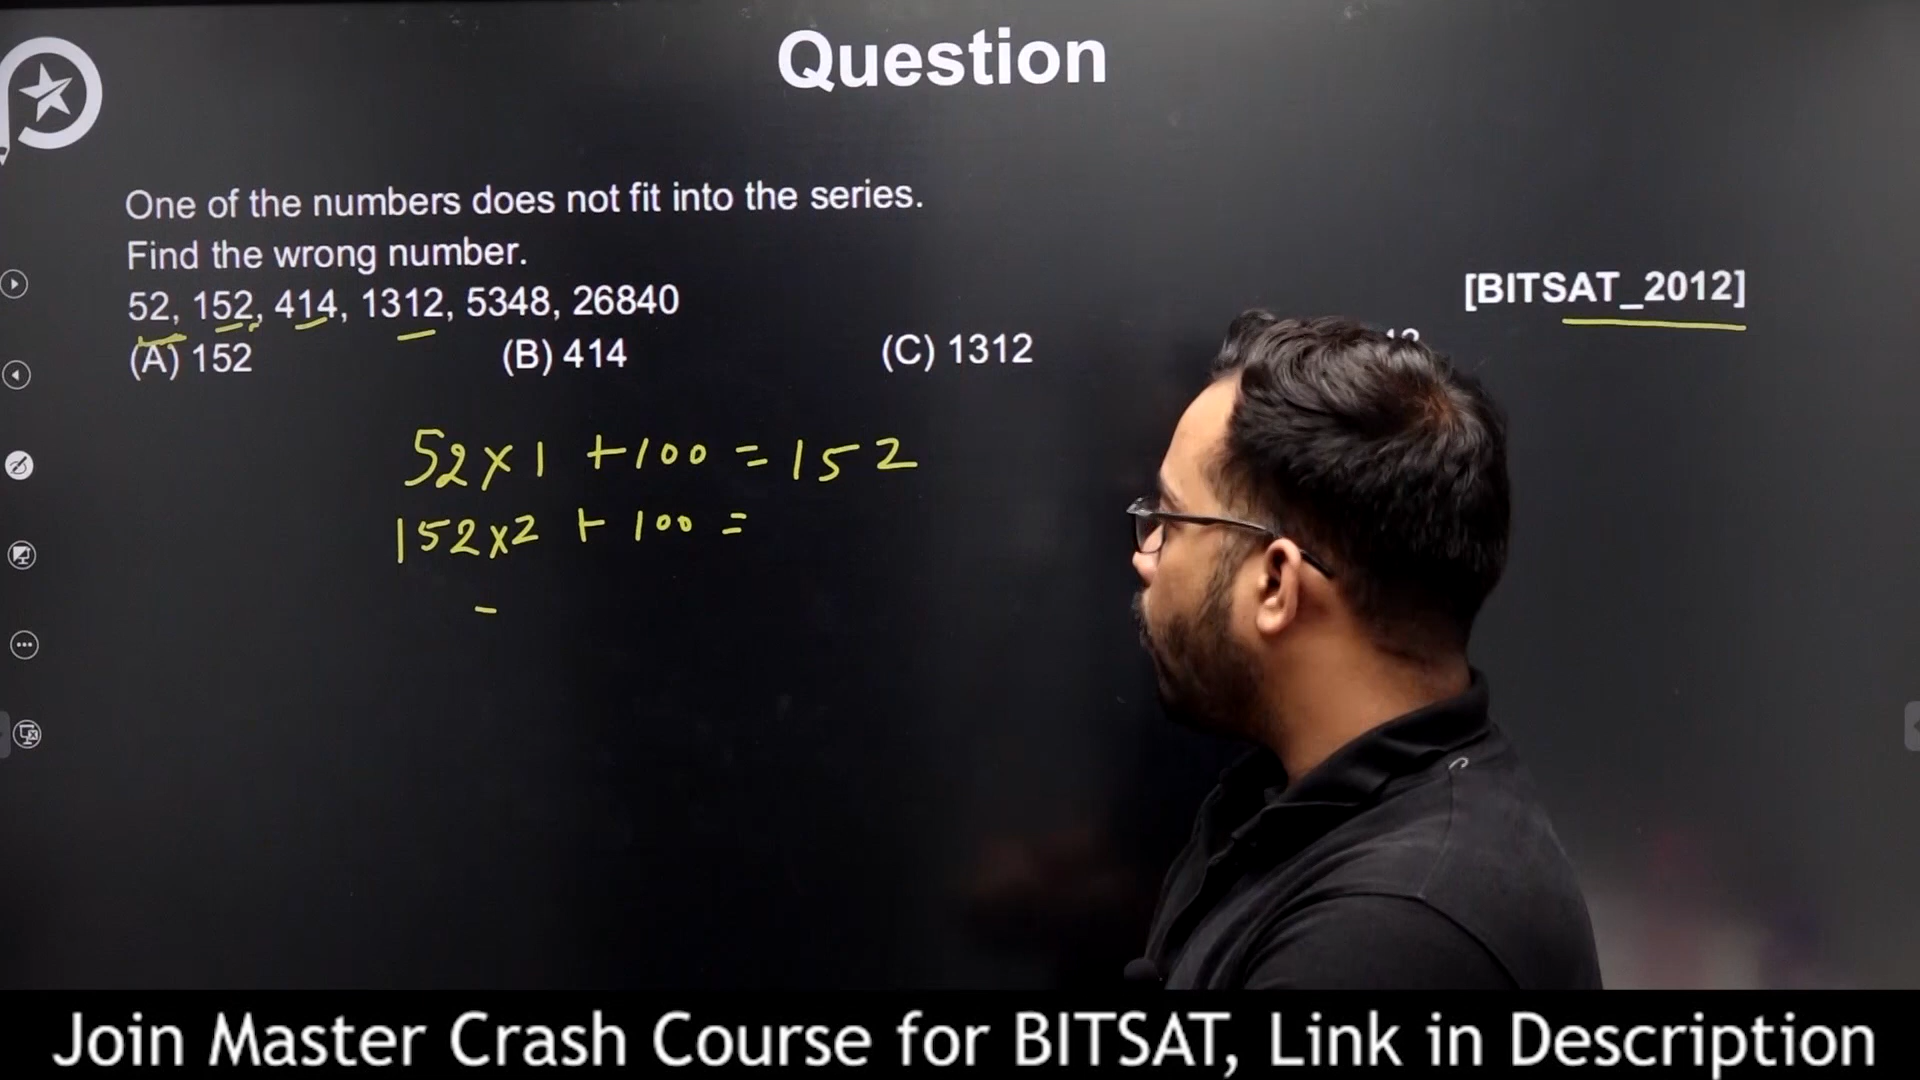 Question
One of the numbers does not fit into the series.
Find the wrong number.
52, 152, 414, 1312, 5348, 26840
[BITSAT_2012]
(A) 152 (B) 414 (C) 1312
52×1 +100 = 152
152×2 + 100 =
Join Master Crash Course for BITSAT, Link in Description